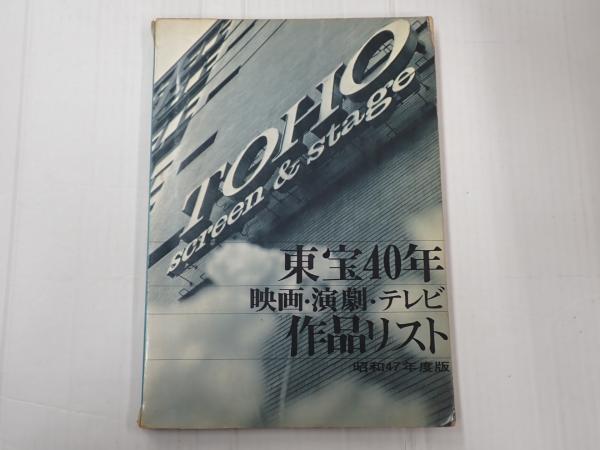 TOHO
screen & stage
東宝40年
映画・演劇・テレビ
作品リスト
昭和47年度版